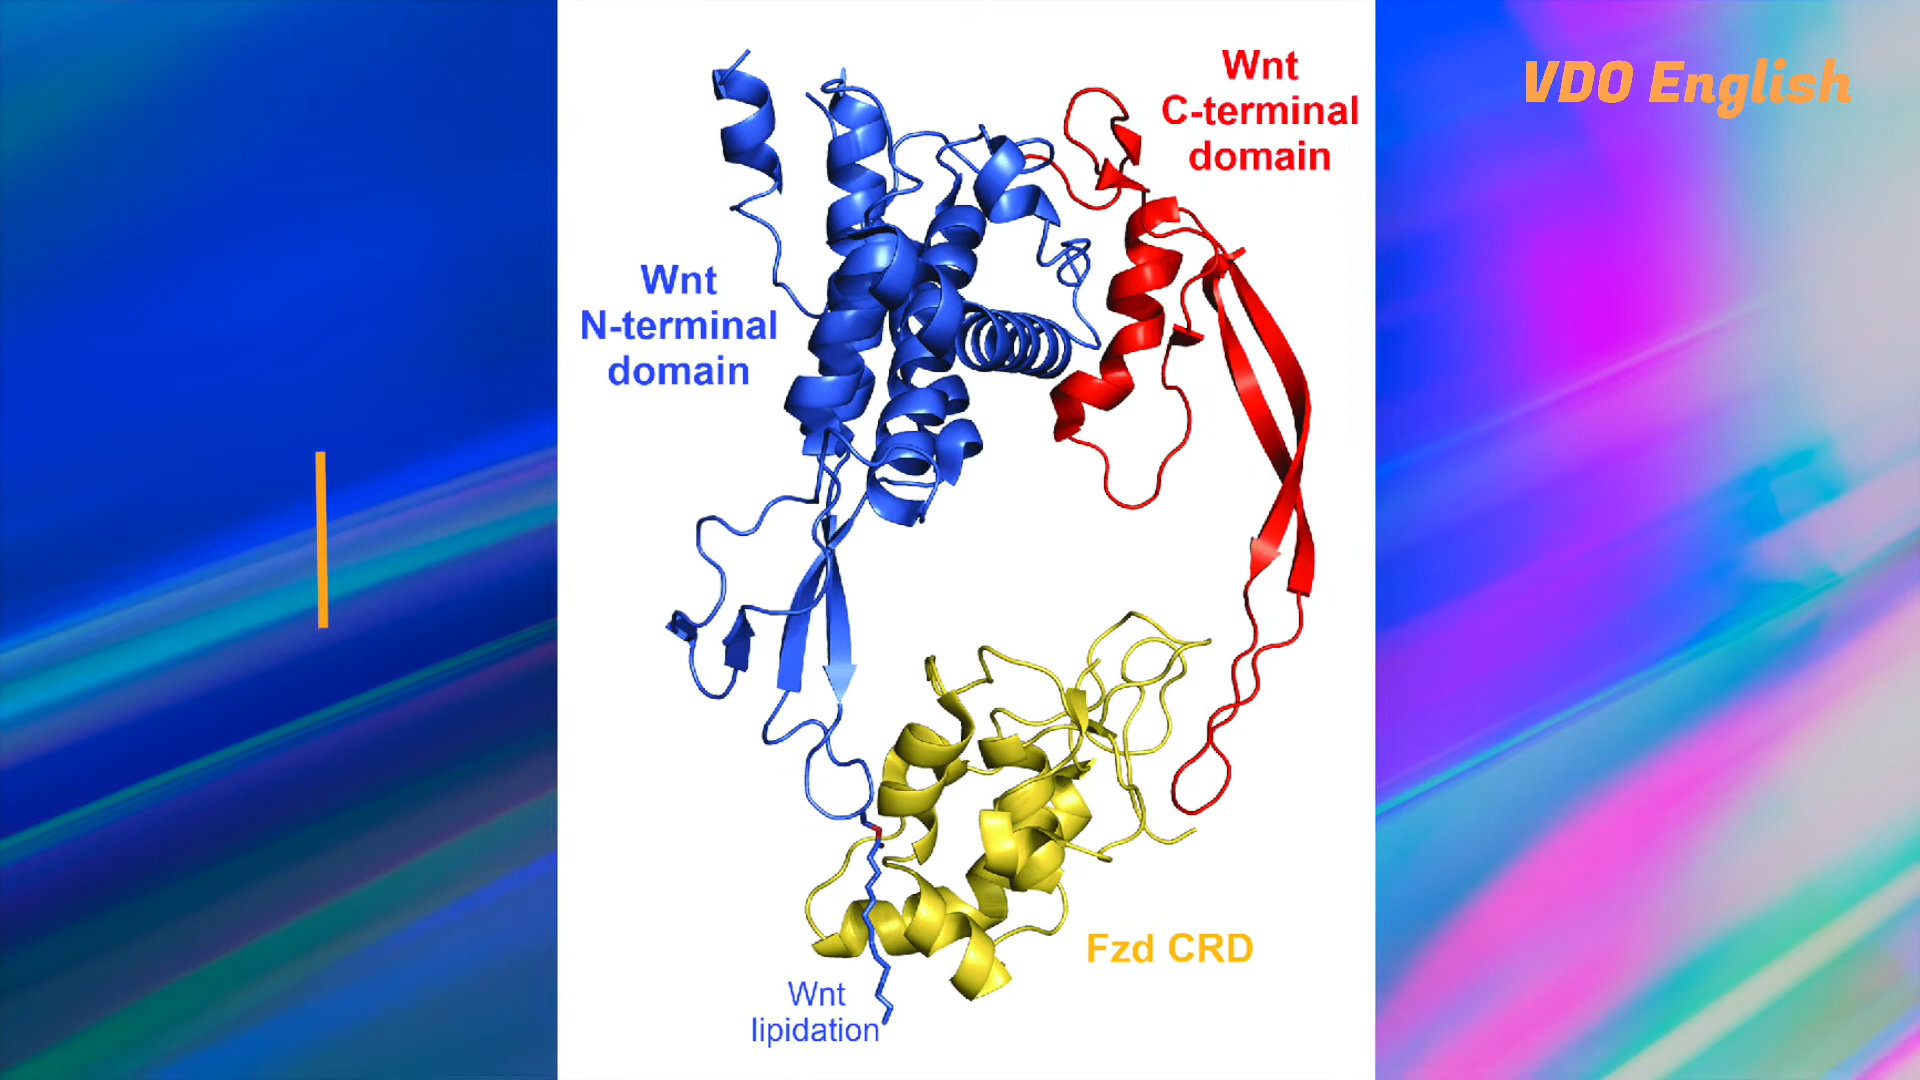 VDO English
Wnt
C-terminal
domain
Wnt
N-terminal
domain
Fzd CRD
Wnt
lipidation